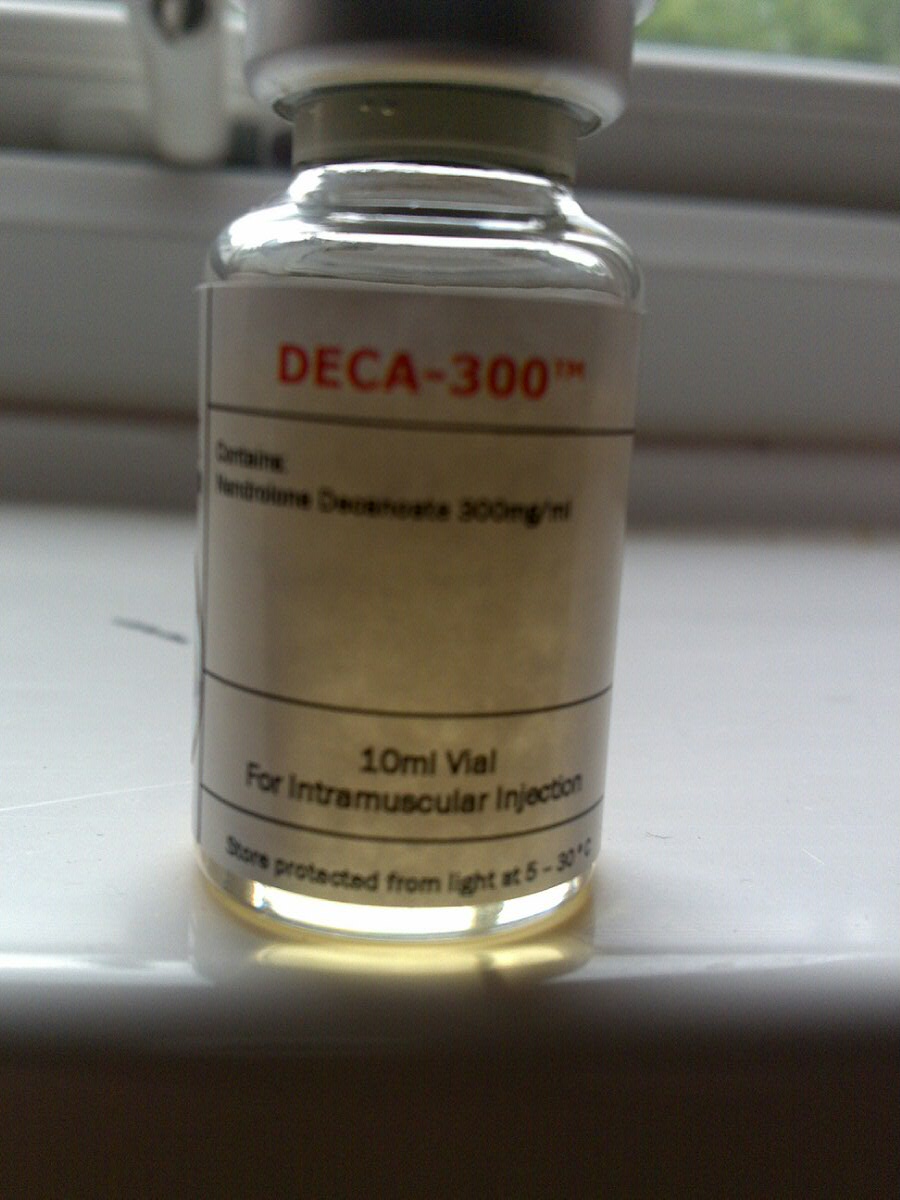 DECA-300™
Contains:
Nandrolone Decanoate 300mg/ml
10ml Vial
For Intramuscular Injection
Store protected from light at 5 - 30°C